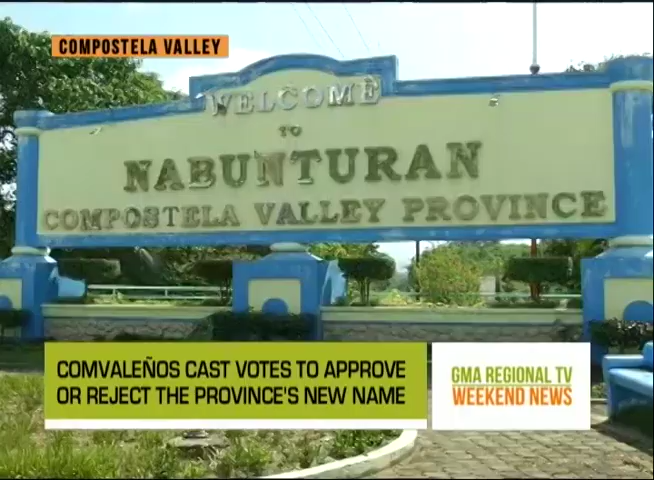 COMPOSTELA VALLEY
WELCOME
TO
NABUNTURAN
COMPOSTELA VALLEY PROVINCE
COMVALEÑOS CAST VOTES TO APPROVE
OR REJECT THE PROVINCE'S NEW NAME
GMA REGIONAL TV
WEEKEND NEWS